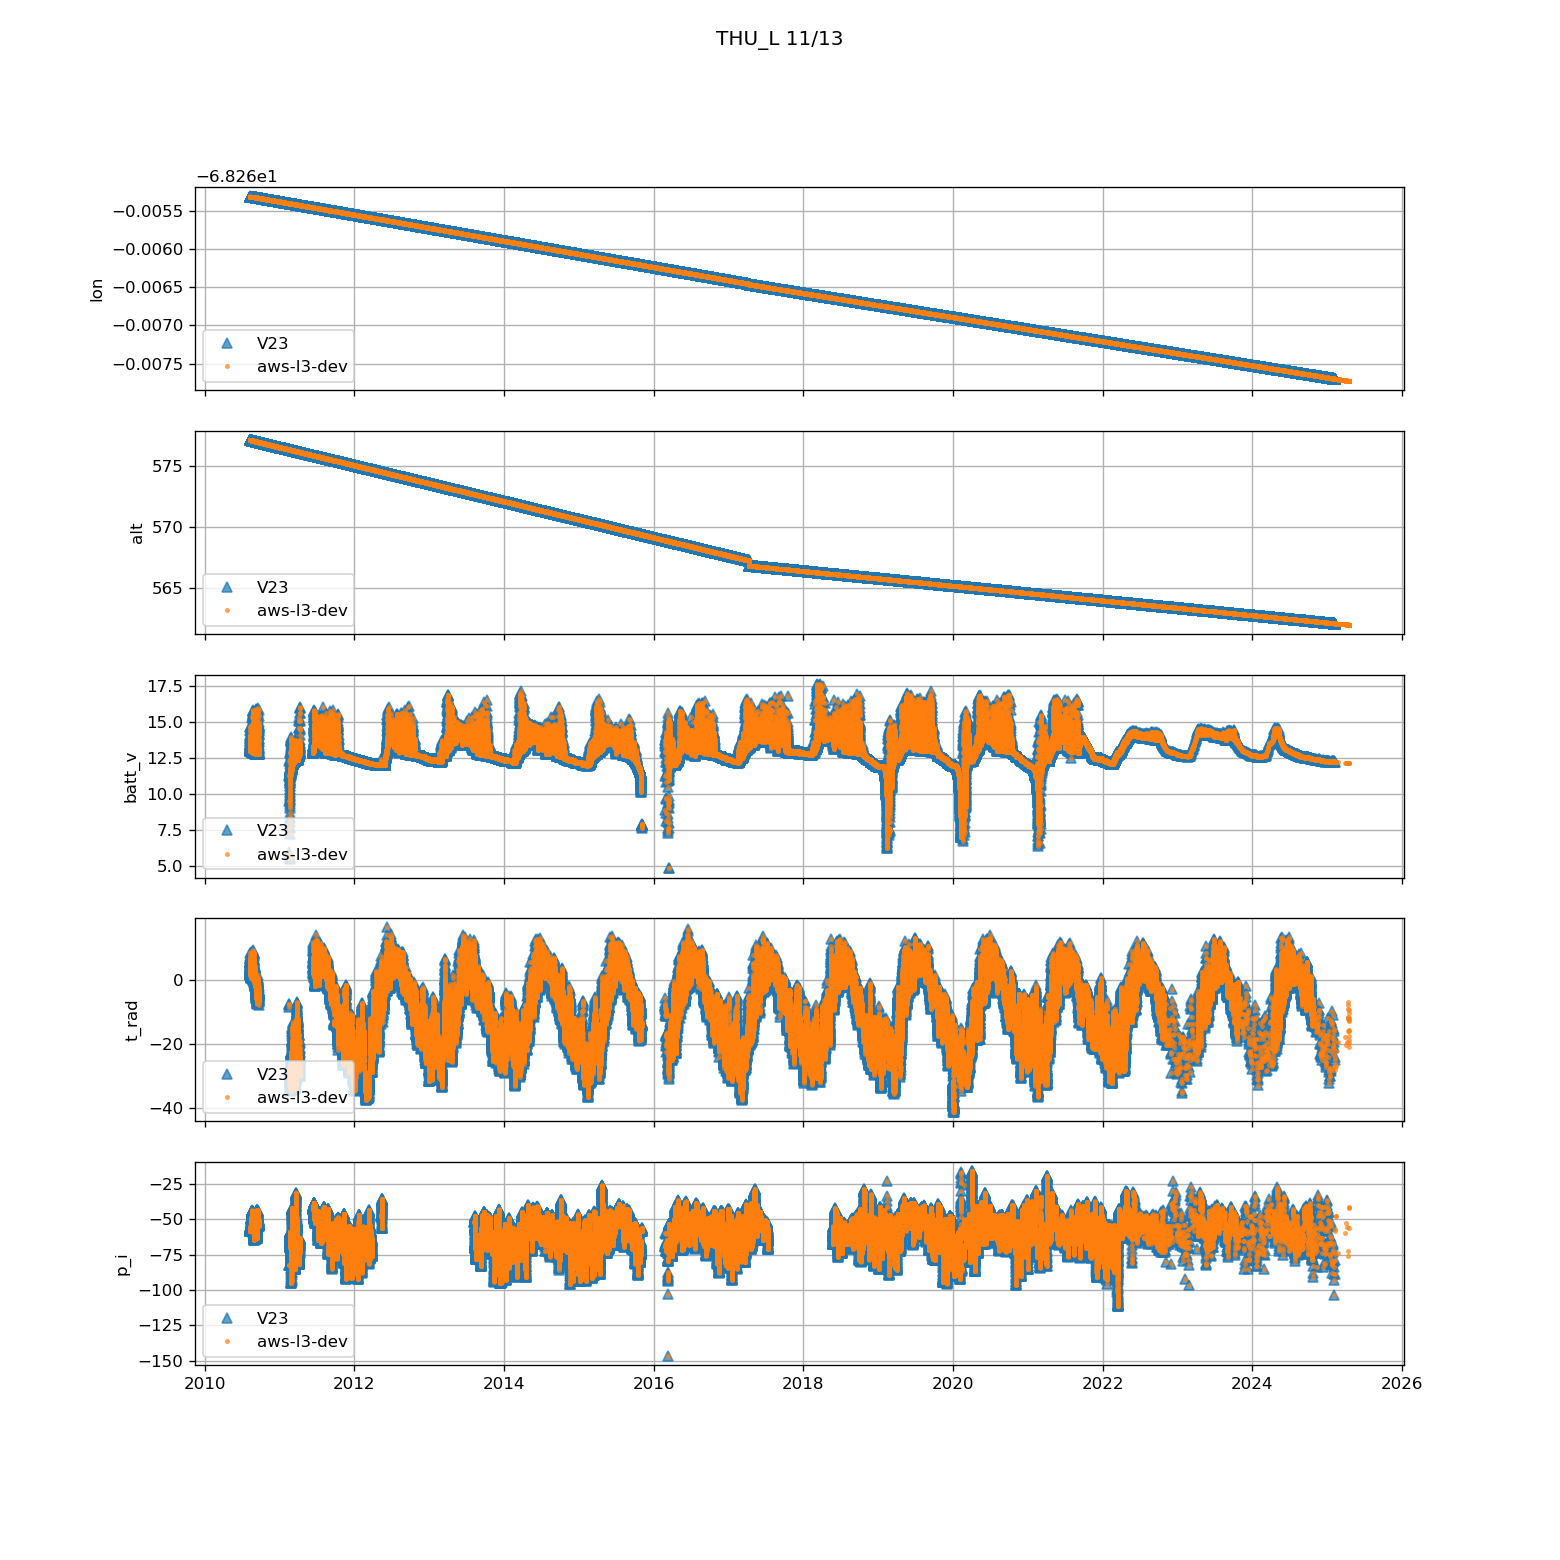 THU_L 11/13
−6.826e1
−0.0055
−0.0060
−0.0065
−0.0070
−0.0075
lon
V23
aws-l3-dev
575
570
565
alt
V23
aws-l3-dev
17.5
15.0
12.5
10.0
7.5
5.0
batt_v
V23
aws-l3-dev
0
−20
−40
t_rad
V23
aws-l3-dev
−25
−50
−75
−100
−125
−150
p_i
V23
aws-l3-dev
2010 2012 2014 2016 2018 2020 2022 2024 2026